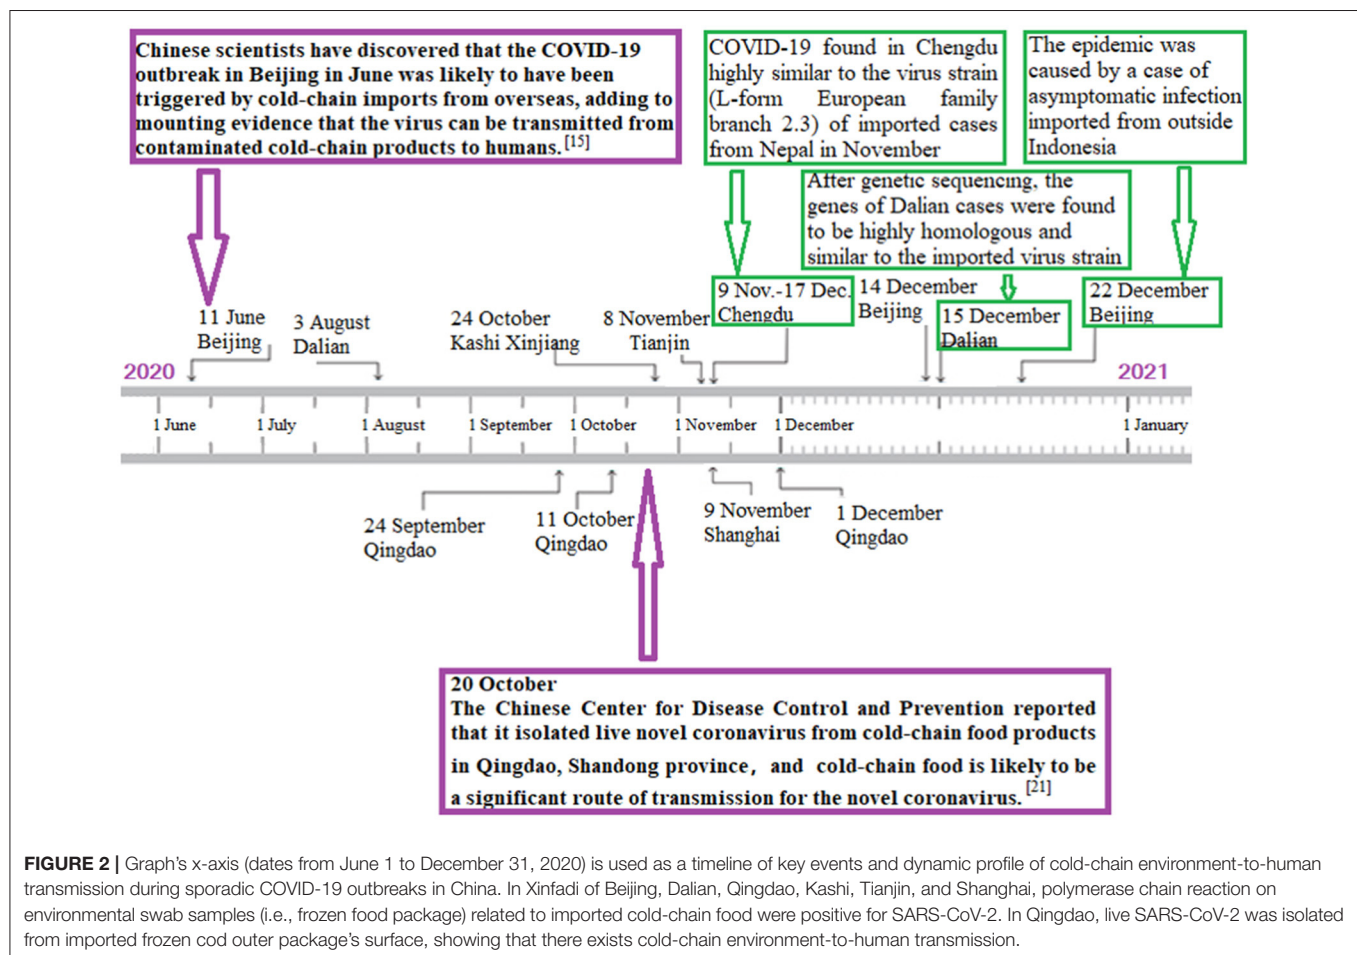 Chinese scientists have discovered that the COVID-19
outbreak in Beijing in June was likely to have been
triggered by cold-chain imports from overseas, adding to
mounting evidence that the virus can be transmitted from
contaminated cold-chain products to humans.[15]
COVID-19 found in Chengdu
highly similar to the virus strain
(L-form European family
branch 2.3) of imported cases
from Nepal in November
The epidemic was
caused by a case of
asymptomatic infection
imported from outside
Indonesia
After genetic sequencing, the
genes of Dalian cases were found
to be highly homologous and
similar to the imported virus strain
11 June
Beijing
3 August
Dalian
24 October
Kashi Xinjiang
8 November
Tianjin
9 Nov.-17 Dec.
Chengdu
14 December
Beijing
15 December
Dalian
22 December
Beijing
2020
2021
1 June
1 July
1 August
1 September
1 October
1 November
1 December
1 January
24 September
Qingdao
11 October
Qingdao
9 November
Shanghai
1 December
Qingdao
20 October
The Chinese Center for Disease Control and Prevention reported
that it isolated live novel coronavirus from cold-chain food products
in Qingdao, Shandong province, and cold-chain food is likely to be
a significant route of transmission for the novel coronavirus.[21]
FIGURE 2 | Graph's x-axis (dates from June 1 to December 31, 2020) is used as a timeline of key events and dynamic profile of cold-chain environment-to-human
transmission during sporadic COVID-19 outbreaks in China. In Xinfadi of Beijing, Dalian, Qingdao, Kashi, Tianjin, and Shanghai, polymerase chain reaction on
environmental swab samples (i.e., frozen food package) related to imported cold-chain food were positive for SARS-CoV-2. In Qingdao, live SARS-CoV-2 was isolated
from imported frozen cod outer package's surface, showing that there exists cold-chain environment-to-human transmission.